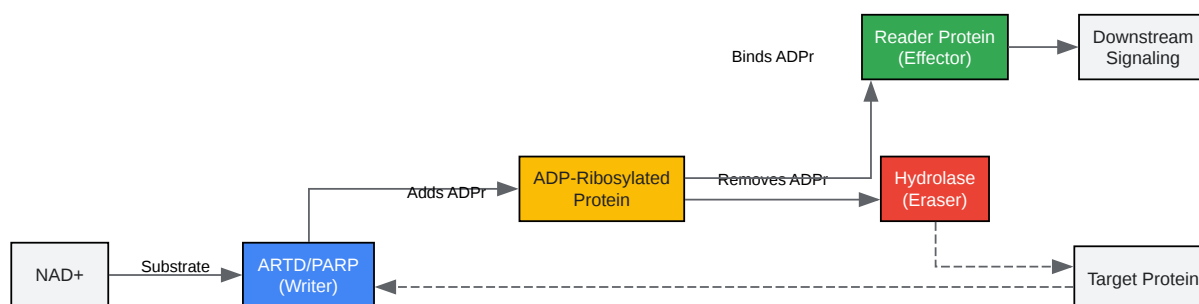 Reader Protein
(Effector)
Downstream
Signaling
Binds ADPr
ADP-Ribosylated
Protein
Adds ADPr
Removes ADPr
Hydrolase
(Eraser)
NAD+
Substrate
ARTD/PARP
(Writer)
Target Protein